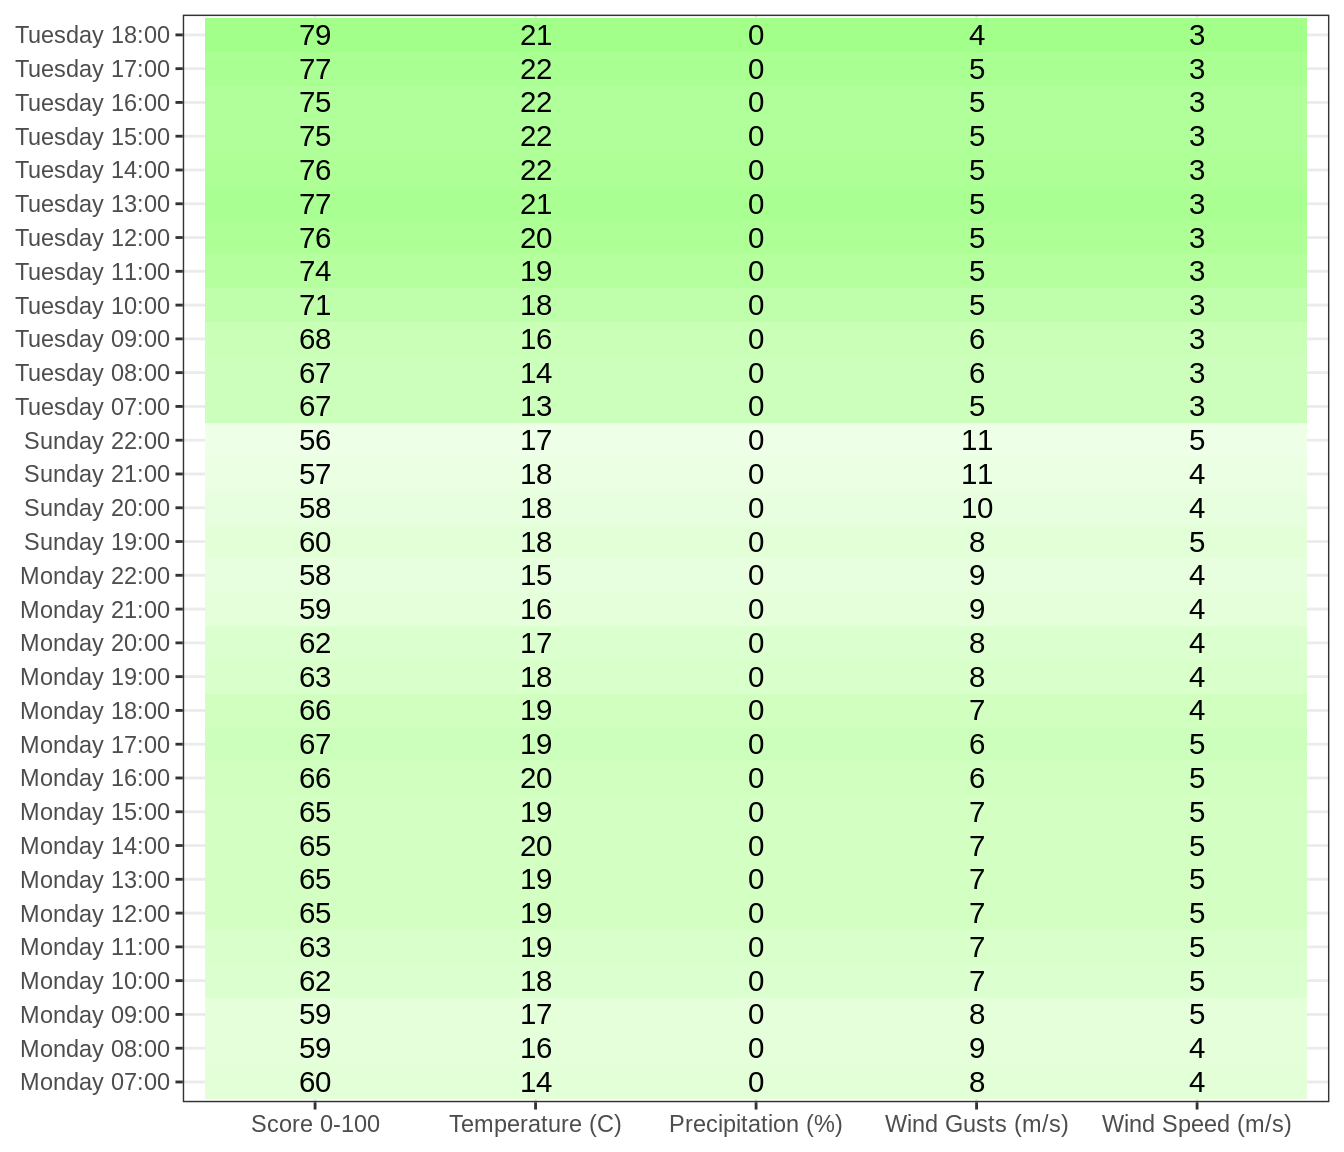 Tuesday 18:00 79 21 0 4 3
Tuesday 17:00 77 22 0 5 3
Tuesday 16:00 75 22 0 5 3
Tuesday 15:00 75 22 0 5 3
Tuesday 14:00 76 22 0 5 3
Tuesday 13:00 77 21 0 5 3
Tuesday 12:00 76 20 0 5 3
Tuesday 11:00 74 19 0 5 3
Tuesday 10:00 71 18 0 5 3
Tuesday 09:00 68 16 0 6 3
Tuesday 08:00 67 14 0 6 3
Tuesday 07:00 67 13 0 5 3
Sunday 22:00 56 17 0 11 5
Sunday 21:00 57 18 0 11 4
Sunday 20:00 58 18 0 10 4
Sunday 19:00 60 18 0 8 5
Monday 22:00 58 15 0 9 4
Monday 21:00 59 16 0 9 4
Monday 20:00 62 17 0 8 4
Monday 19:00 63 18 0 8 4
Monday 18:00 66 19 0 7 4
Monday 17:00 67 19 0 6 5
Monday 16:00 66 20 0 6 5
Monday 15:00 65 19 0 7 5
Monday 14:00 65 20 0 7 5
Monday 13:00 65 19 0 7 5
Monday 12:00 65 19 0 7 5
Monday 11:00 63 19 0 7 5
Monday 10:00 62 18 0 7 5
Monday 09:00 59 17 0 8 5
Monday 08:00 59 16 0 9 4
Monday 07:00 60 14 0 8 4
Score 0-100 Temperature (C) Precipitation (%) Wind Gusts (m/s) Wind Speed (m/s)